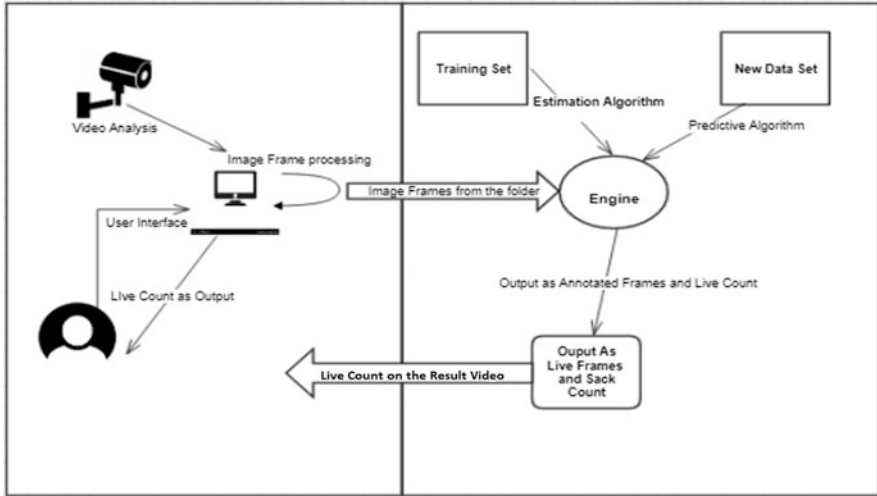 Video Analysis
Image Frame processing
User Interface
LIve Count as Output
Training Set
New Data Set
Estimation Algorithm
Predictive Algorithm
Image Frames from the folder
Engine
Output as Annotated Frames and Live Count
Ouput As
Live Frames
and Sack
Count
Live Count on the Result Video